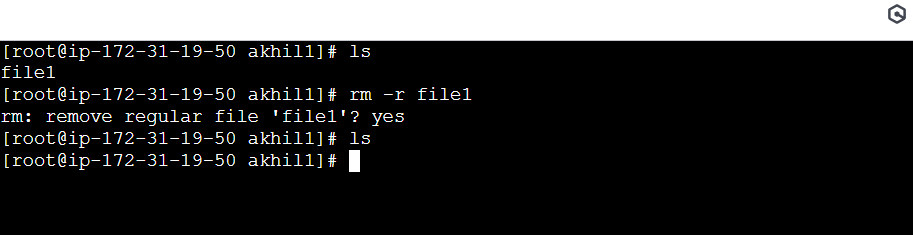 [root@ip-172-31-19-50 akhil1]# ls
file1
[root@ip-172-31-19-50 akhil1]# rm -r file1
rm: remove regular file 'file1'? yes
[root@ip-172-31-19-50 akhil1]# ls
[root@ip-172-31-19-50 akhil1]#